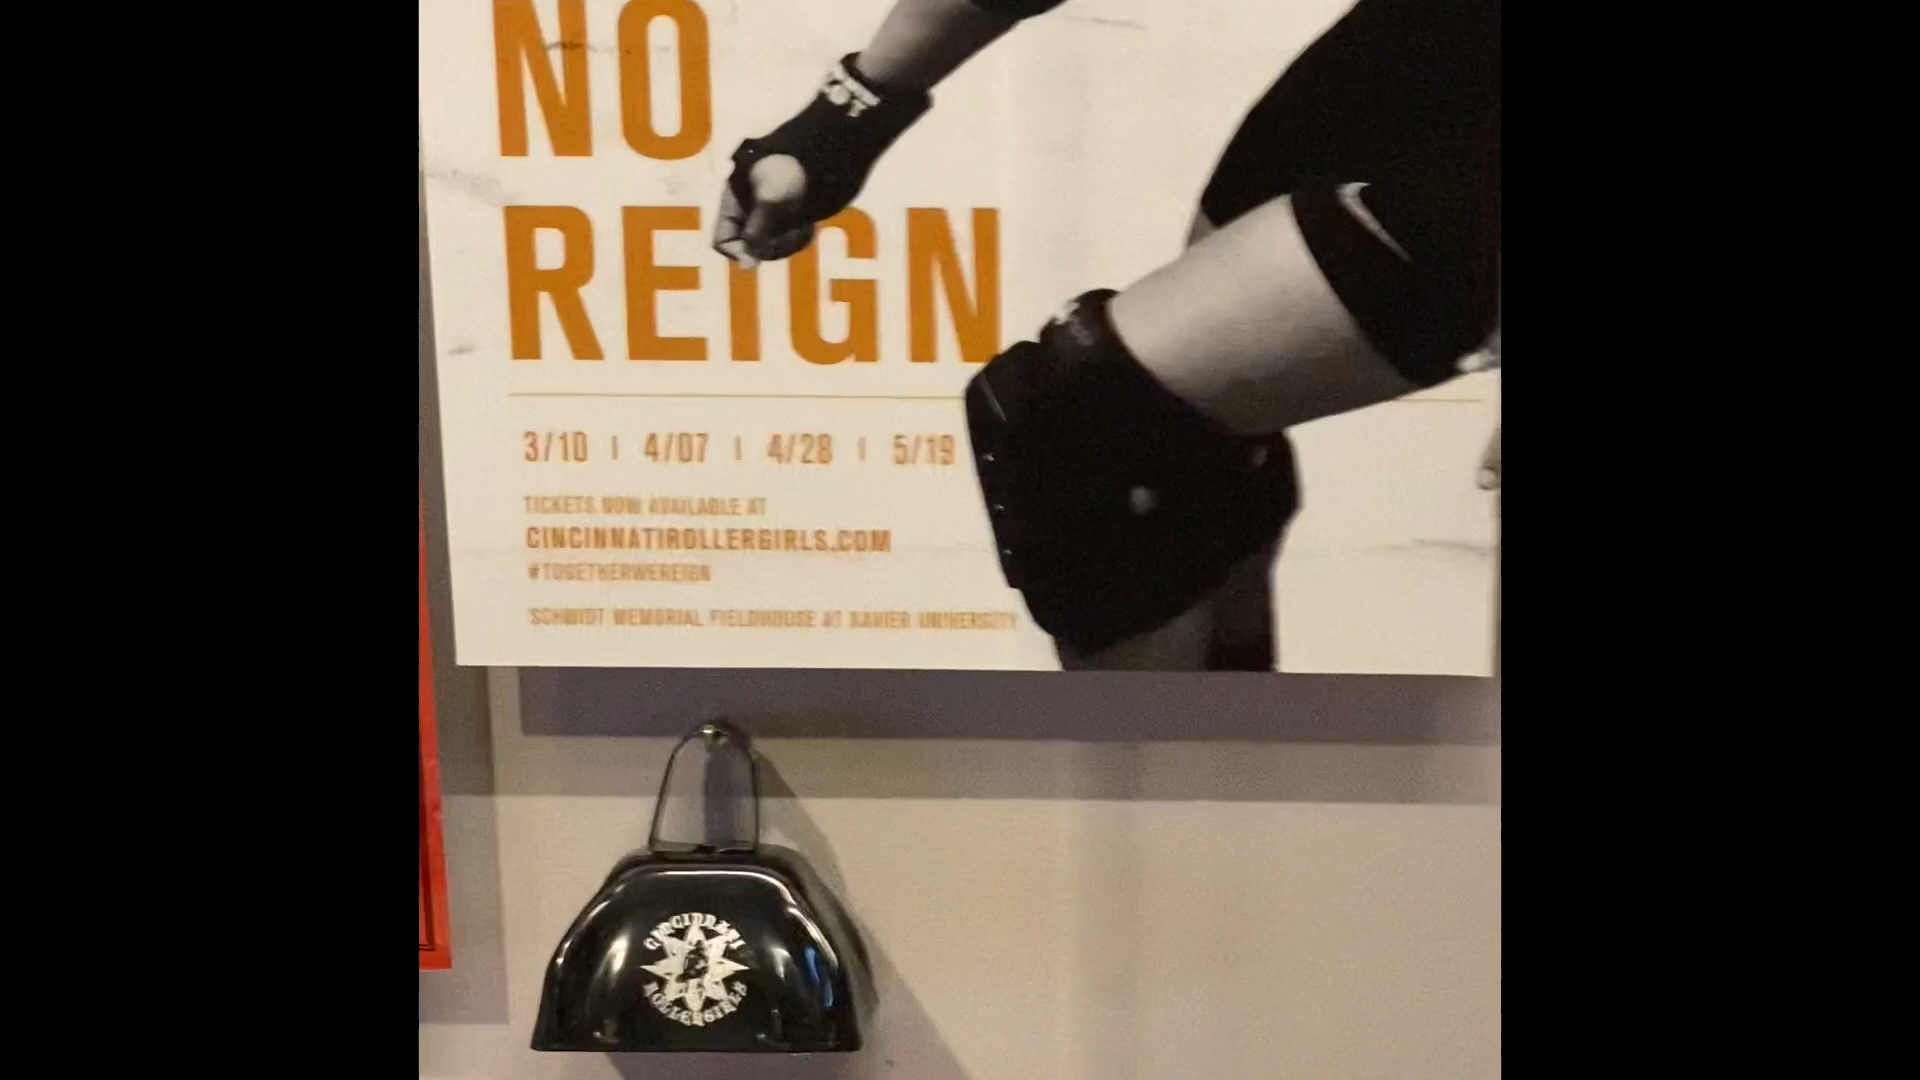 NO
REIGN
3/10 | 4/07 | 4/28 | 5/19
TICKETS NOW AVAILABLE AT
CINCINNATIROLLERGIRLS.COM
#TOGETHERWEREIGN
SCHMIDT MEMORIAL FIELDHOUSE AT XAVIER UNIVERSITY
CINCINNATI
ROLLERGIRLS